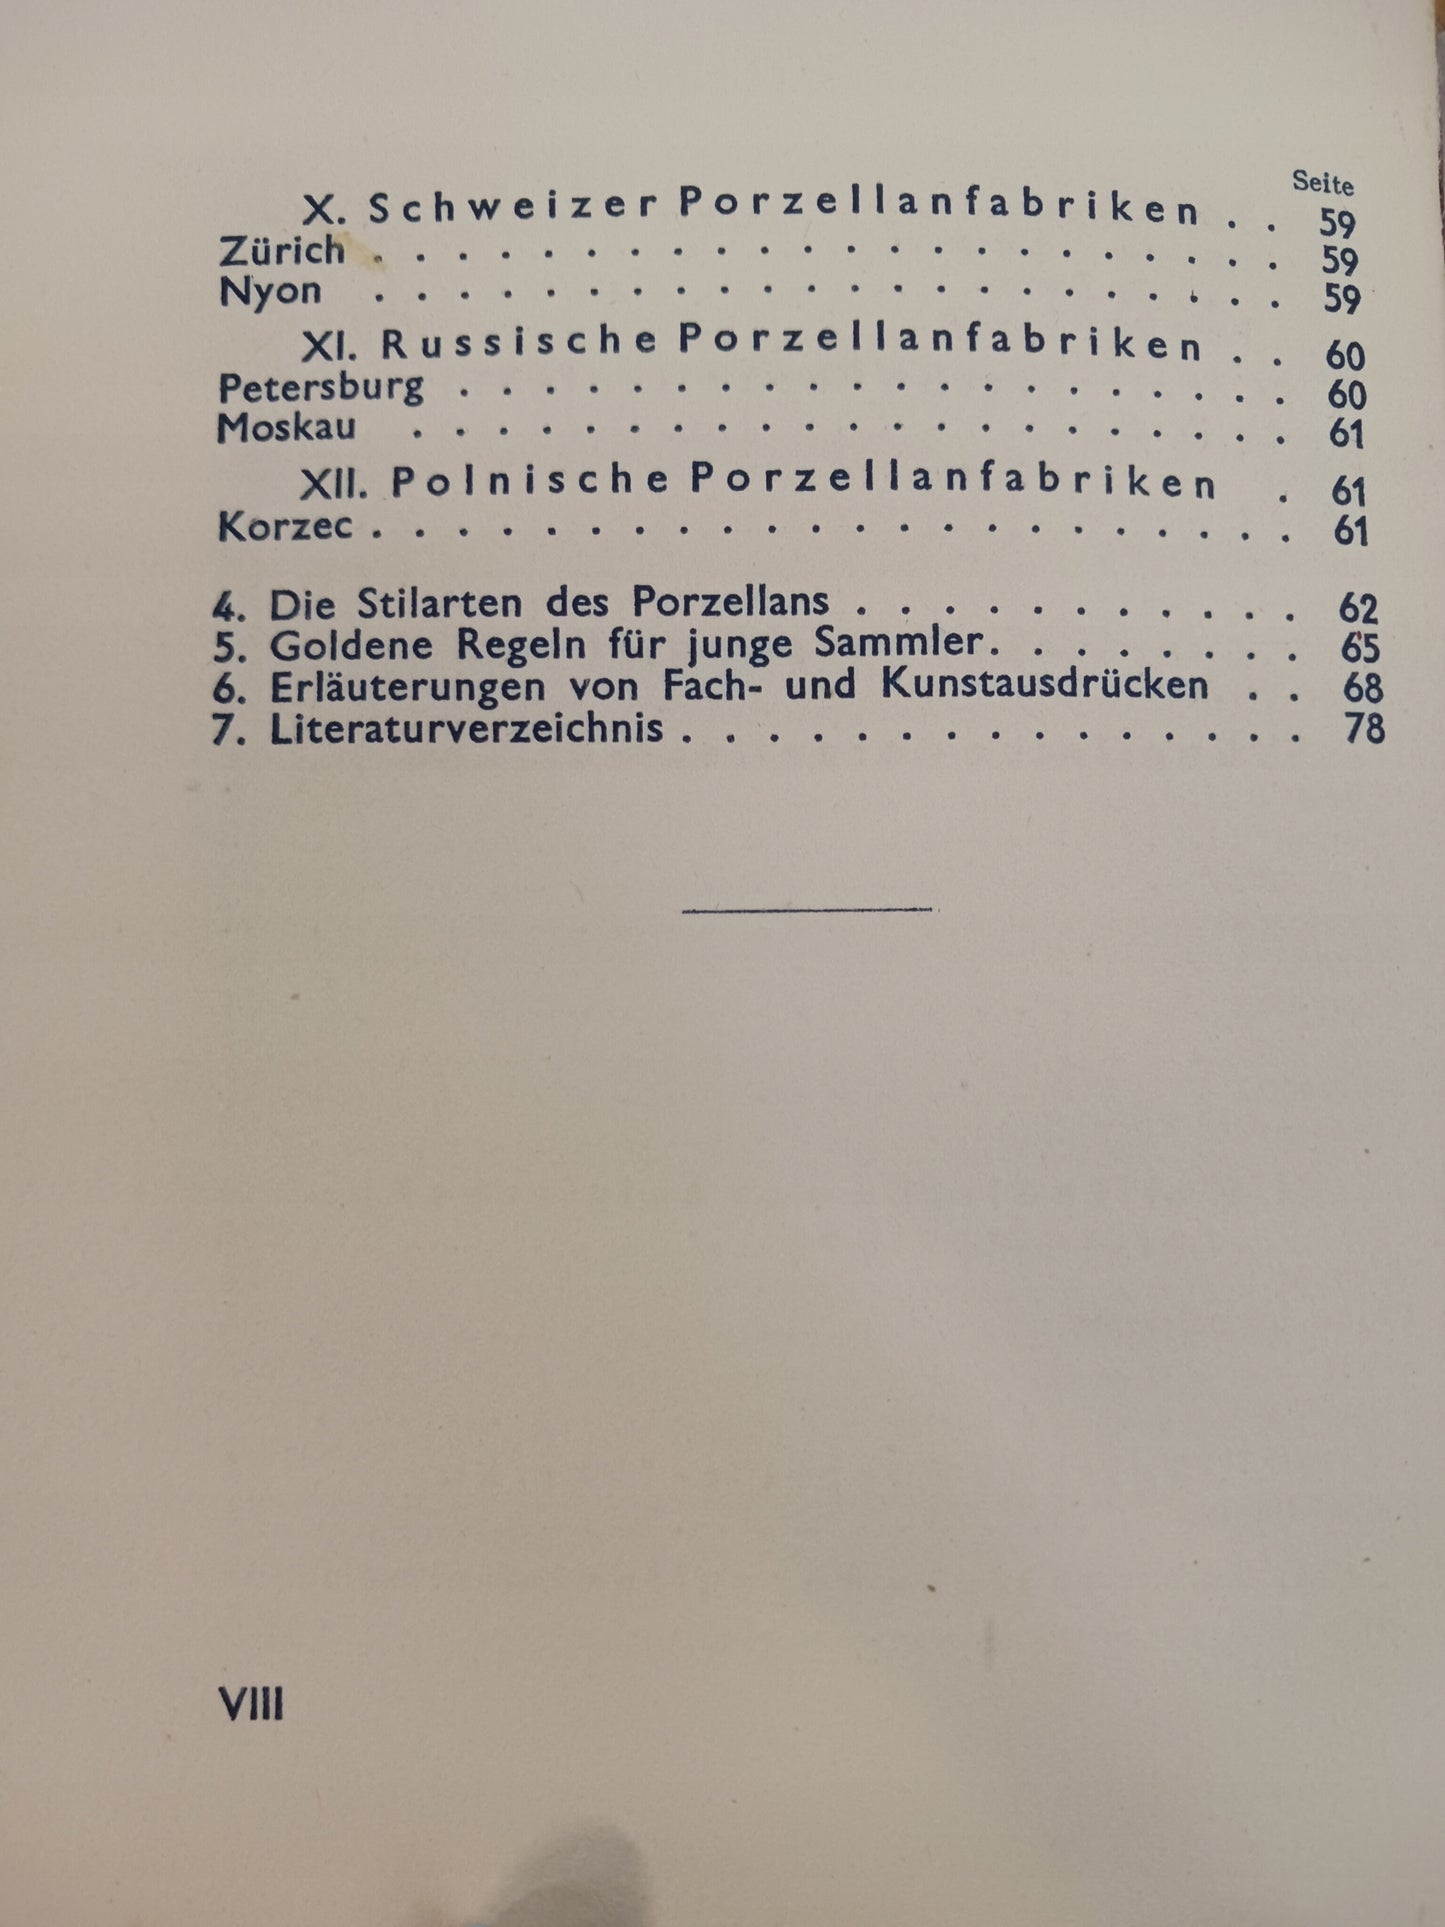 Seite
X. Schweizer Porzellanfabriken . . 59
Zürich . . . . . . . . . . . . . . . . . . . . . . 59
Nyon . . . . . . . . . . . . . . . . . . . . . . 59
XI. Russische Porzellanfabriken . . 60
Petersburg . . . . . . . . . . . . . . . . . . . . 60
Moskau . . . . . . . . . . . . . . . . . . . . . 61
XII. Polnische Porzellanfabriken . 61
Korzec . . . . . . . . . . . . . . . . . . . . . . 61
4. Die Stilarten des Porzellans . . . . . . . . . . . 62
5. Goldene Regeln für junge Sammler. . . . . . . . 65
6. Erläuterungen von Fach- und Kunstausdrücken . . 68
7. Literaturverzeichnis . . . . . . . . . . . . . . . 78
VIII